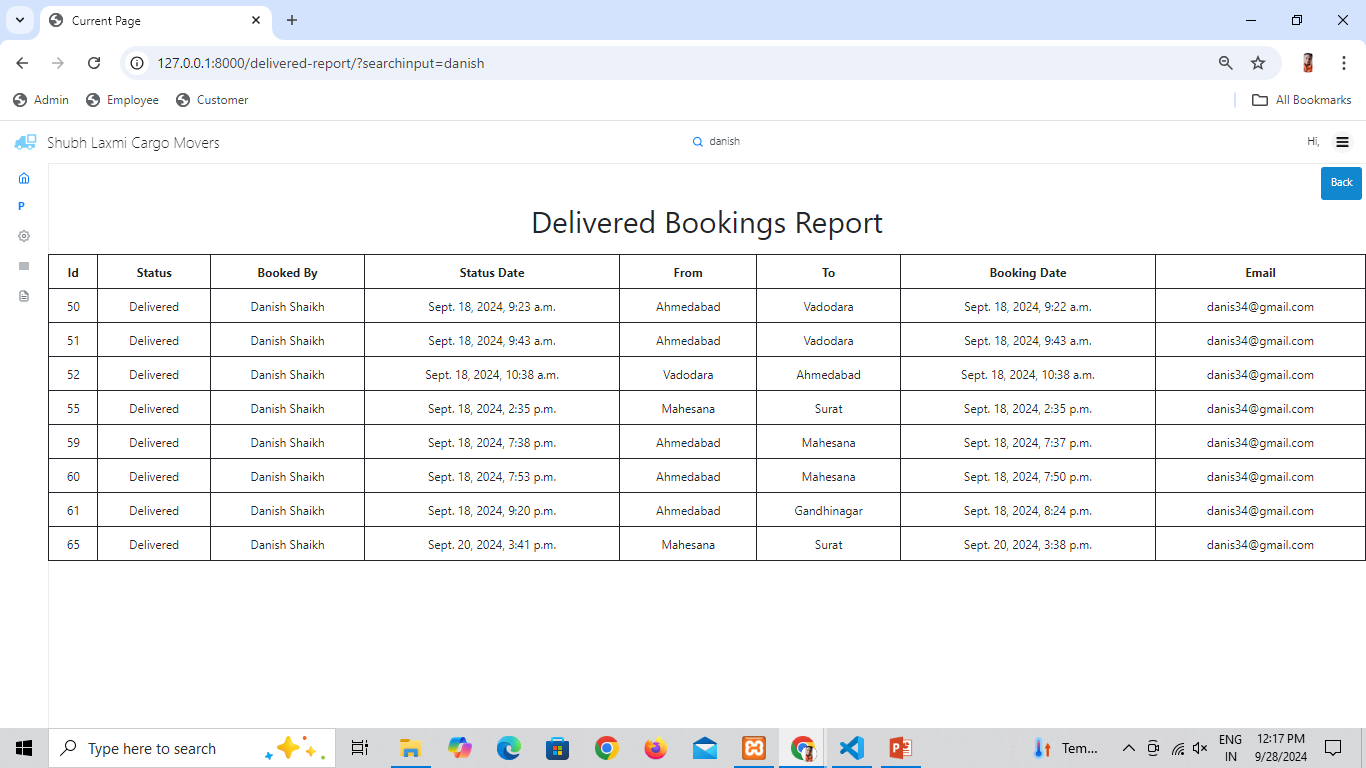 Current Page
127.0.0.1:8000/delivered-report/?searchinput=danish
Admin Employee Customer All Bookmarks
Shubh Laxmi Cargo Movers danish Hi,
Back
P
Delivered Bookings Report
Id Status Booked By Status Date From To Booking Date Email
50 Delivered Danish Shaikh Sept. 18, 2024, 9:23 a.m. Ahmedabad Vadodara Sept. 18, 2024, 9:22 a.m. danis34@gmail.com
51 Delivered Danish Shaikh Sept. 18, 2024, 9:43 a.m. Ahmedabad Vadodara Sept. 18, 2024, 9:43 a.m. danis34@gmail.com
52 Delivered Danish Shaikh Sept. 18, 2024, 10:38 a.m. Vadodara Ahmedabad Sept. 18, 2024, 10:38 a.m. danis34@gmail.com
55 Delivered Danish Shaikh Sept. 18, 2024, 2:35 p.m. Mahesana Surat Sept. 18, 2024, 2:35 p.m. danis34@gmail.com
59 Delivered Danish Shaikh Sept. 18, 2024, 7:38 p.m. Ahmedabad Mahesana Sept. 18, 2024, 7:37 p.m. danis34@gmail.com
60 Delivered Danish Shaikh Sept. 18, 2024, 7:53 p.m. Ahmedabad Mahesana Sept. 18, 2024, 7:50 p.m. danis34@gmail.com
61 Delivered Danish Shaikh Sept. 18, 2024, 9:20 p.m. Ahmedabad Gandhinagar Sept. 18, 2024, 8:24 p.m. danis34@gmail.com
65 Delivered Danish Shaikh Sept. 20, 2024, 3:41 p.m. Mahesana Surat Sept. 20, 2024, 3:38 p.m. danis34@gmail.com
Type here to search Tem... ENG 12:17 PM
IN 9/28/2024